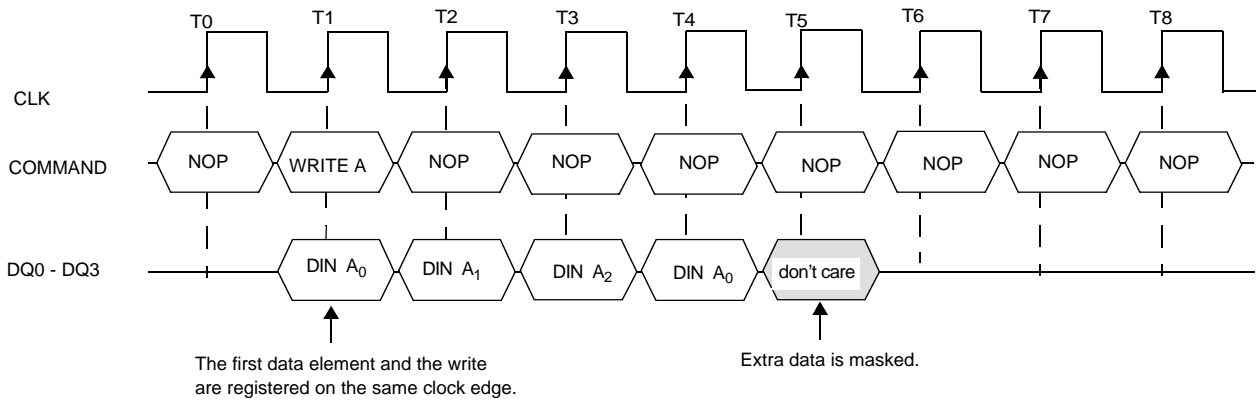 T0 T1 T2 T3 T4 T5 T6 T7 T8
CLK
COMMAND NOP WRITE A NOP NOP NOP NOP NOP NOP NOP
DQ0 - DQ3 DIN A0 DIN A1 DIN A2 DIN A0 don't care
The first data element and the write
are registered on the same clock edge.
Extra data is masked.